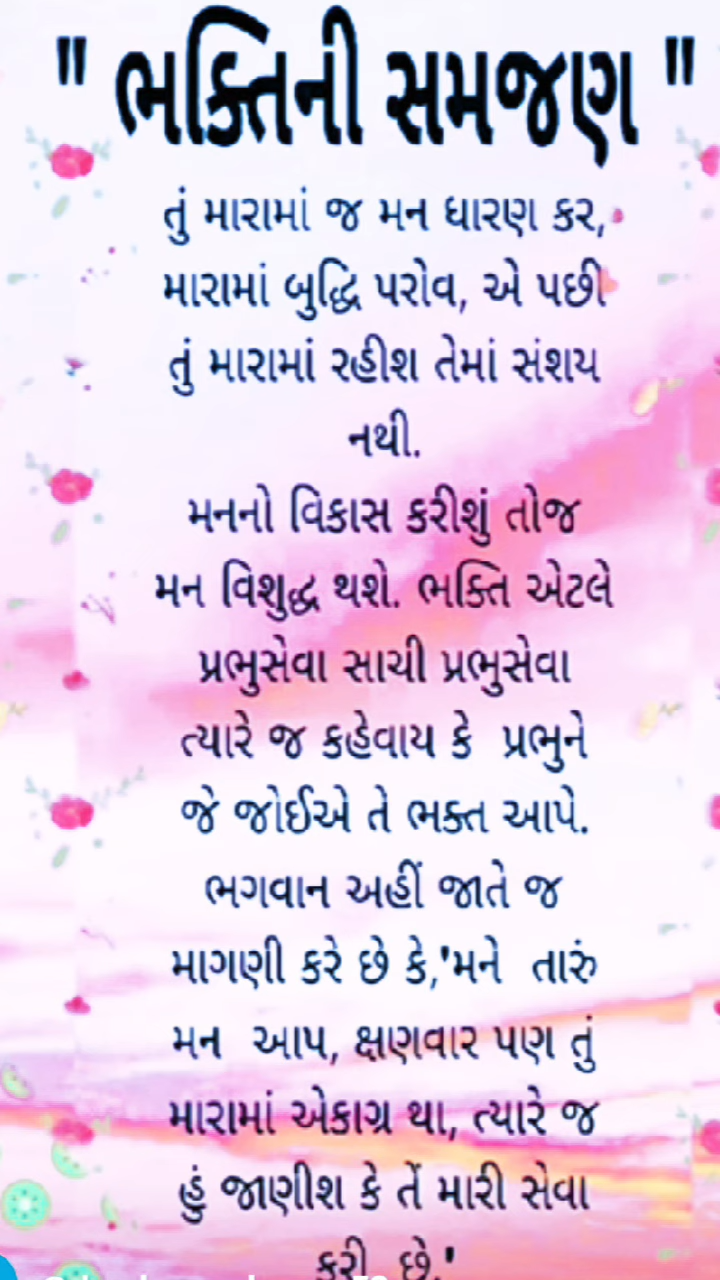 " ભક્તિની સમજણ "
તું મારામાં જ મન ધારણ કર,
મારામાં બુદ્ધિ પરોવ, એ પછી
તું મારામાં રહીશ તેમાં સંશય
નથી.
મનનો વિકાસ કરીશું તોજ
મન વિશુદ્ધ થશે. ભક્તિ એટલે
પ્રભુસેવા સાચી પ્રભુસેવા
ત્યારે જ કહેવાય કે પ્રભુને
જે જોઈએ તે ભક્ત આપે.
ભગવાન અહીં જાતે જ
માગણી કરે છે કે,'મને તારું
મન આપ, ક્ષણવાર પણ તું
મારામાં એકાગ્ર થા, ત્યારે જ
હું જાણીશ કે તેં મારી સેવા
કરી છે.'